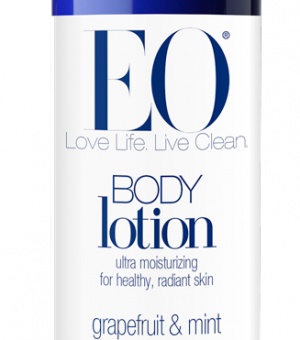 EO®
Love Life. Live Clean.
BODY
lotion
ultra moisturizing
for healthy, radiant skin
grapefruit & mint